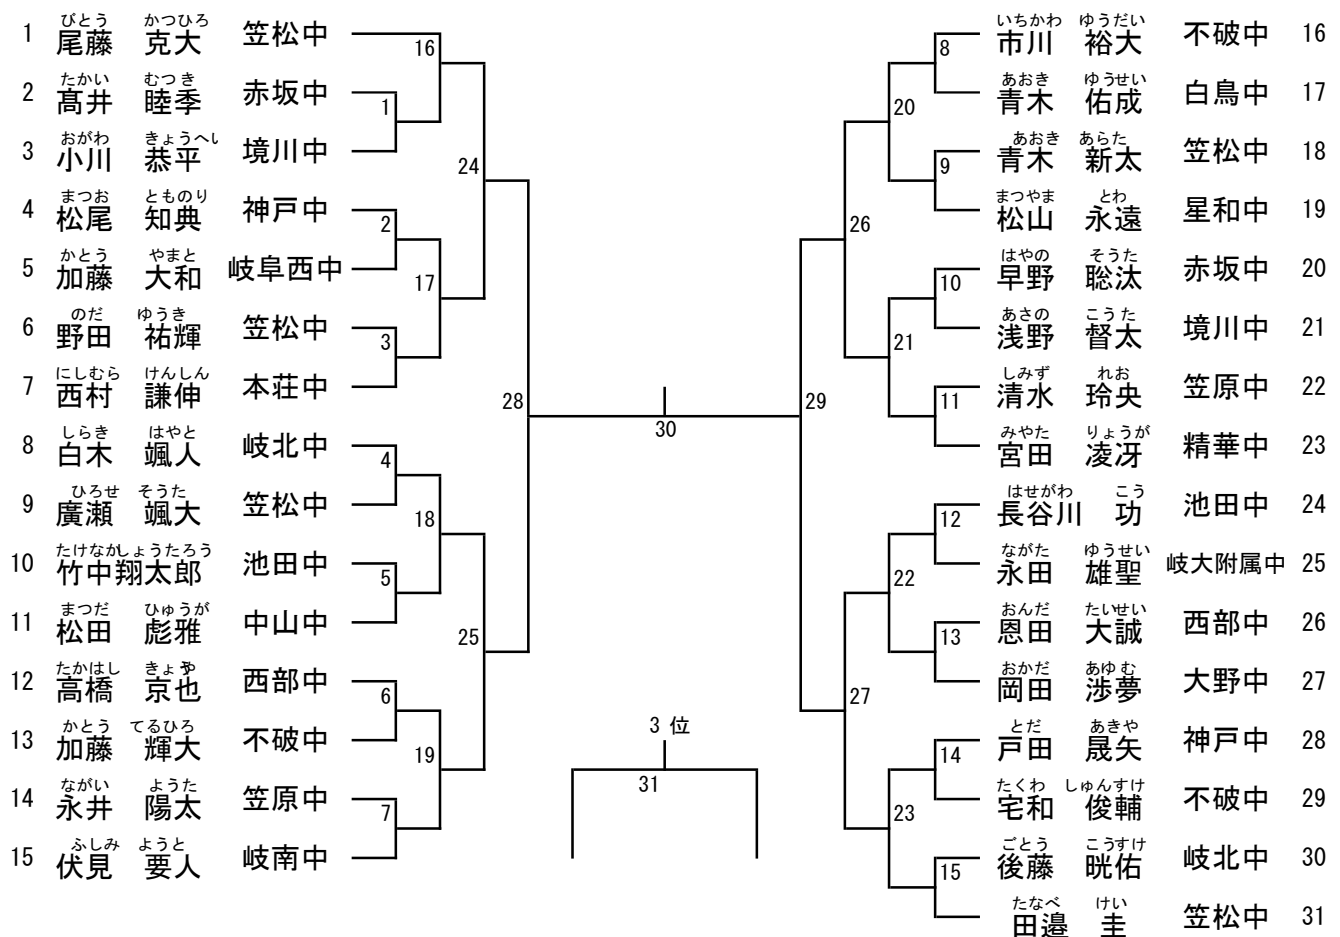 びとう かつひろ
1 尾藤 克大 笠松中
たかい むつき
2 髙井 睦季 赤坂中
おがわ きょうへい
3 小川 恭平 境川中
まつお とものり
4 松尾 知典 神戸中
かとう やまと
5 加藤 大和 岐阜西中
のだ ゆうき
6 野田 祐輝 笠松中
にしむら けんしん
7 西村 謙伸 本荘中
しらき はやと
8 白木 颯人 岐北中
ひろせ そうた
9 廣瀬 颯大 笠松中
たけなかしょうたろう
10 竹中翔太郎 池田中
まつだ ひゅうが
11 松田 彪雅 中山中
たかはし きょうや
12 高橋 京也 西部中
かとう てるひろ
13 加藤 輝大 不破中
ながい ようた
14 永井 陽太 笠原中
ふしみ ようと
15 伏見 要人 岐南中
16
1
24
2
17
3
28
4
18
5
25
6
19
7
30
3 位
31
29
8
20
9
26
10
21
11
12
22
13
27
14
23
15
いちかわ ゆうだい
市川 裕大 不破中 16
あおき ゆうせい
青木 佑成 白鳥中 17
あおき あらた
青木 新太 笠松中 18
まつやま とわ
松山 永遠 星和中 19
はやの そうた
早野 聡汰 赤坂中 20
あさの こうた
浅野 督太 境川中 21
しみず れお
清水 玲央 笠原中 22
みやた りょうが
宮田 凌冴 精華中 23
はせがわ こう
長谷川 功 池田中 24
ながた ゆうせい
永田 雄聖 岐大附属中 25
おんだ たいせい
恩田 大誠 西部中 26
おかだ あゆむ
岡田 渉夢 大野中 27
とだ あきや
戸田 晟矢 神戸中 28
たくわ しゅんすけ
宅和 俊輔 不破中 29
ごとう こうすけ
後藤 晄佑 岐北中 30
たなべ けい
田邉 圭 笠松中 31